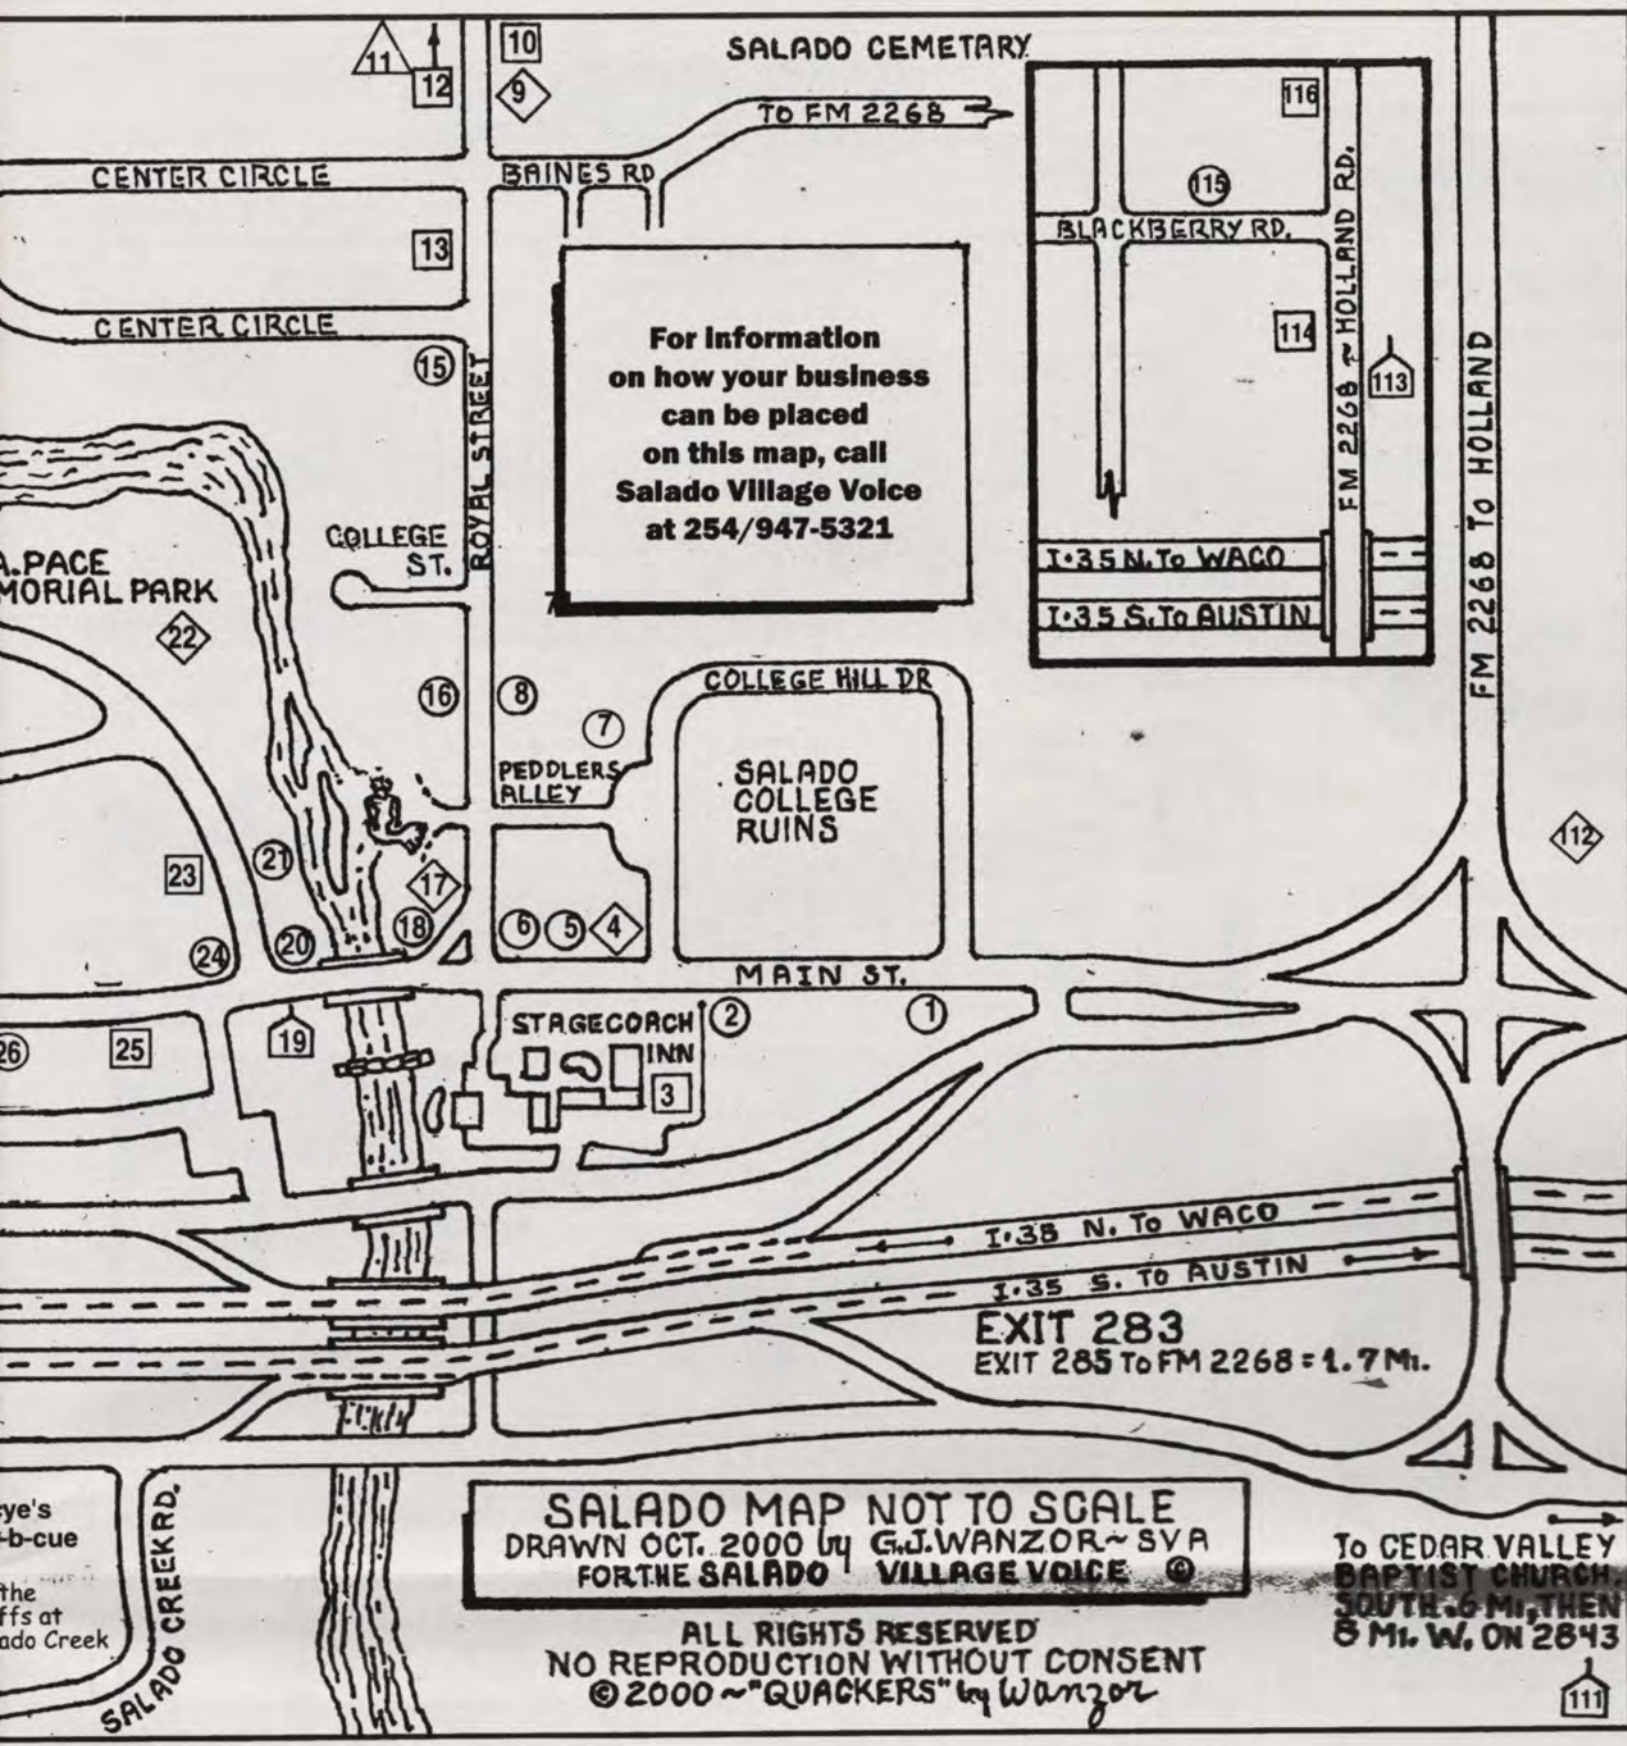 11
12
10
9
SALADO CEMETARY
TO FM 2268
116
CENTER CIRCLE
BAINES RD
115
BLACKBERRY RD.
13
CENTER CIRCLE
15
ROYAL STREET
For Information
on how your business
can be placed
on this map, call
Salado Village Voice
at 254/947-5321
114
113
FM 2268 ~ HOLLAND RD.
FM 2268 TO HOLLAND
COLLEGE
ST.
A.PACE
MORIAL PARK
22
I·35 N. TO WACO
I·35 S. TO AUSTIN
16
8
7
COLLEGE HILL DR
PEDDLERS
ALLEY
SALADO
COLLEGE
RUINS
112
23
21
17
24
20
18
6
5
4
MAIN ST.
26
25
19
STAGECOACH
INN
3
2
1
I·35 N. TO WACO
I·35 S. TO AUSTIN
EXIT 283
EXIT 285 TO FM 2268 = 1.7 MI.
cye's
-b-cue
the
ffs at
ado Creek
SALADO CREEK RD.
SALADO MAP NOT TO SCALE
DRAWN OCT. 2000 by G.J.WANZOR~SVA
FOR THE SALADO VILLAGE VOICE ©
ALL RIGHTS RESERVED
NO REPRODUCTION WITHOUT CONSENT
©2000~"QUACKERS" by Wanzor
TO CEDAR VALLEY
BAPTIST CHURCH.
SOUTH .6 MI, THEN
8 MI. W. ON 2843
111